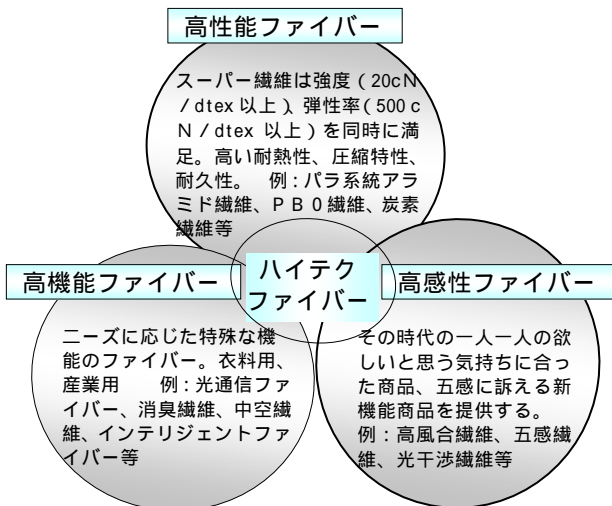 高性能ファイバー
スーパー繊維は強度(20cN
/dtex以上)、弾性率(500c
N/dtex 以上)を同時に満
足。高い耐熱性、圧縮特性、
耐久性。 例:パラ系統アラ
ミド繊維、PBO繊維、炭素
繊維等
ハイテク
ファイバー
高機能ファイバー
ニーズに応じた特殊な機
能のファイバー。衣料用、
産業用 例:光通信ファ
イバー、消臭繊維、中空繊
維、インテリジェントファ
イバー等
高感性ファイバー
その時代の一人一人の欲
しいと思う気持ちに合っ
た商品、五感に訴える新
機能商品を提供する。
例:高風合繊維、五感繊
維、光干渉繊維等